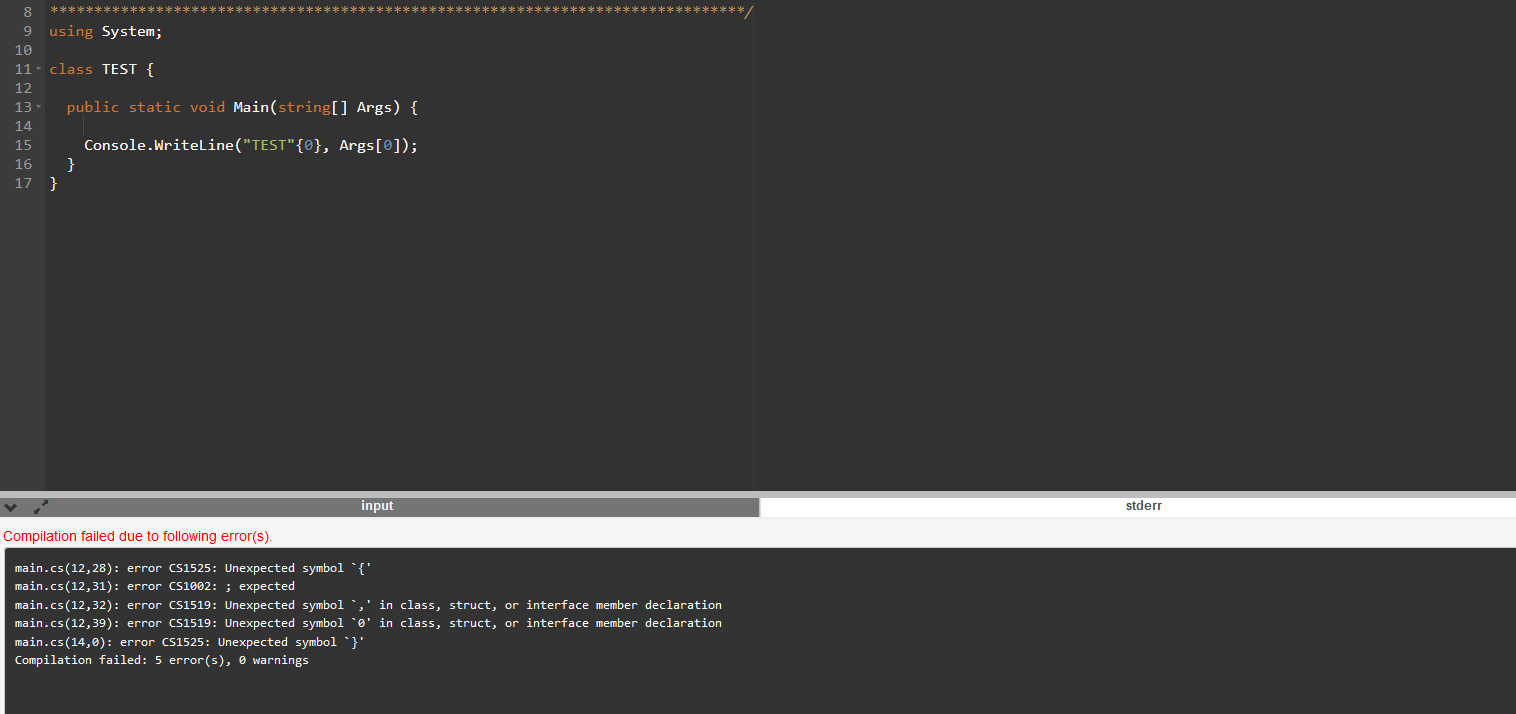 8 ********************************************************************************/
9 using System;
10
11 class TEST {
12
13 public static void Main(string[] Args) {
14
15 Console.WriteLine("TEST"{0}, Args[0]);
16 }
17 }
input stderr
Compilation failed due to following error(s).
main.cs(12,28): error CS1525: Unexpected symbol `{'
main.cs(12,31): error CS1002: ; expected
main.cs(12,32): error CS1519: Unexpected symbol `,' in class, struct, or interface member declaration
main.cs(12,39): error CS1519: Unexpected symbol `0' in class, struct, or interface member declaration
main.cs(14,0): error CS1525: Unexpected symbol `}'
Compilation failed: 5 error(s), 0 warnings